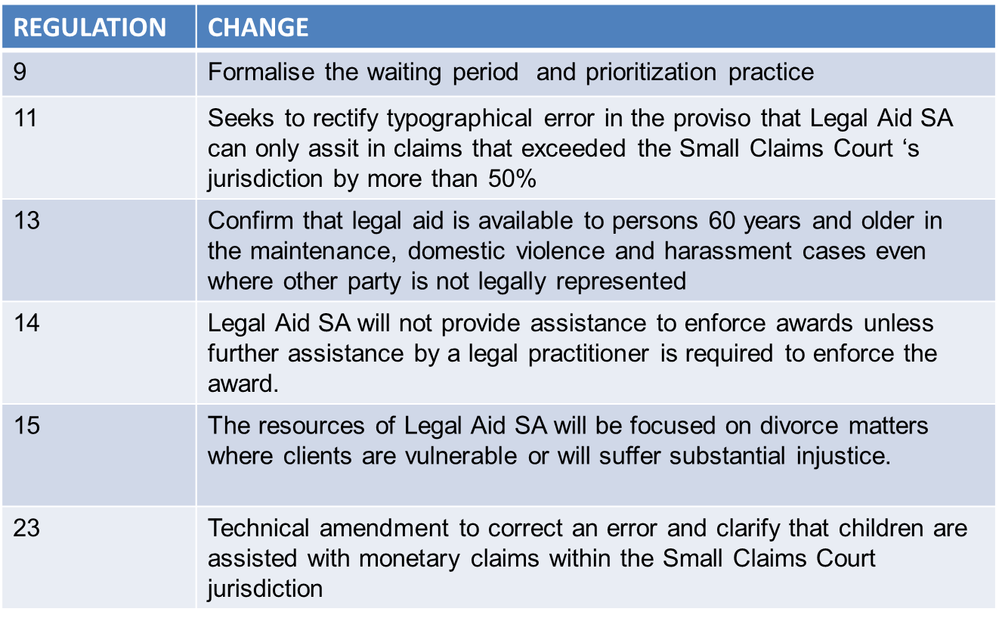 REGULATION CHANGE
9 Formalise the waiting period and prioritization practice
11 Seeks to rectify typographical error in the proviso that Legal Aid SA
can only assit in claims that exceeded the Small Claims Court ‘s
jurisdiction by more than 50%
13 Confirm that legal aid is available to persons 60 years and older in
the maintenance, domestic violence and harassment cases even
where other party is not legally represented
14 Legal Aid SA will not provide assistance to enforce awards unless
further assistance by a legal practitioner is required to enforce the
award.
15 The resources of Legal Aid SA will be focused on divorce matters
where clients are vulnerable or will suffer substantial injustice.
23 Technical amendment to correct an error and clarify that children are
assisted with monetary claims within the Small Claims Court
jurisdiction